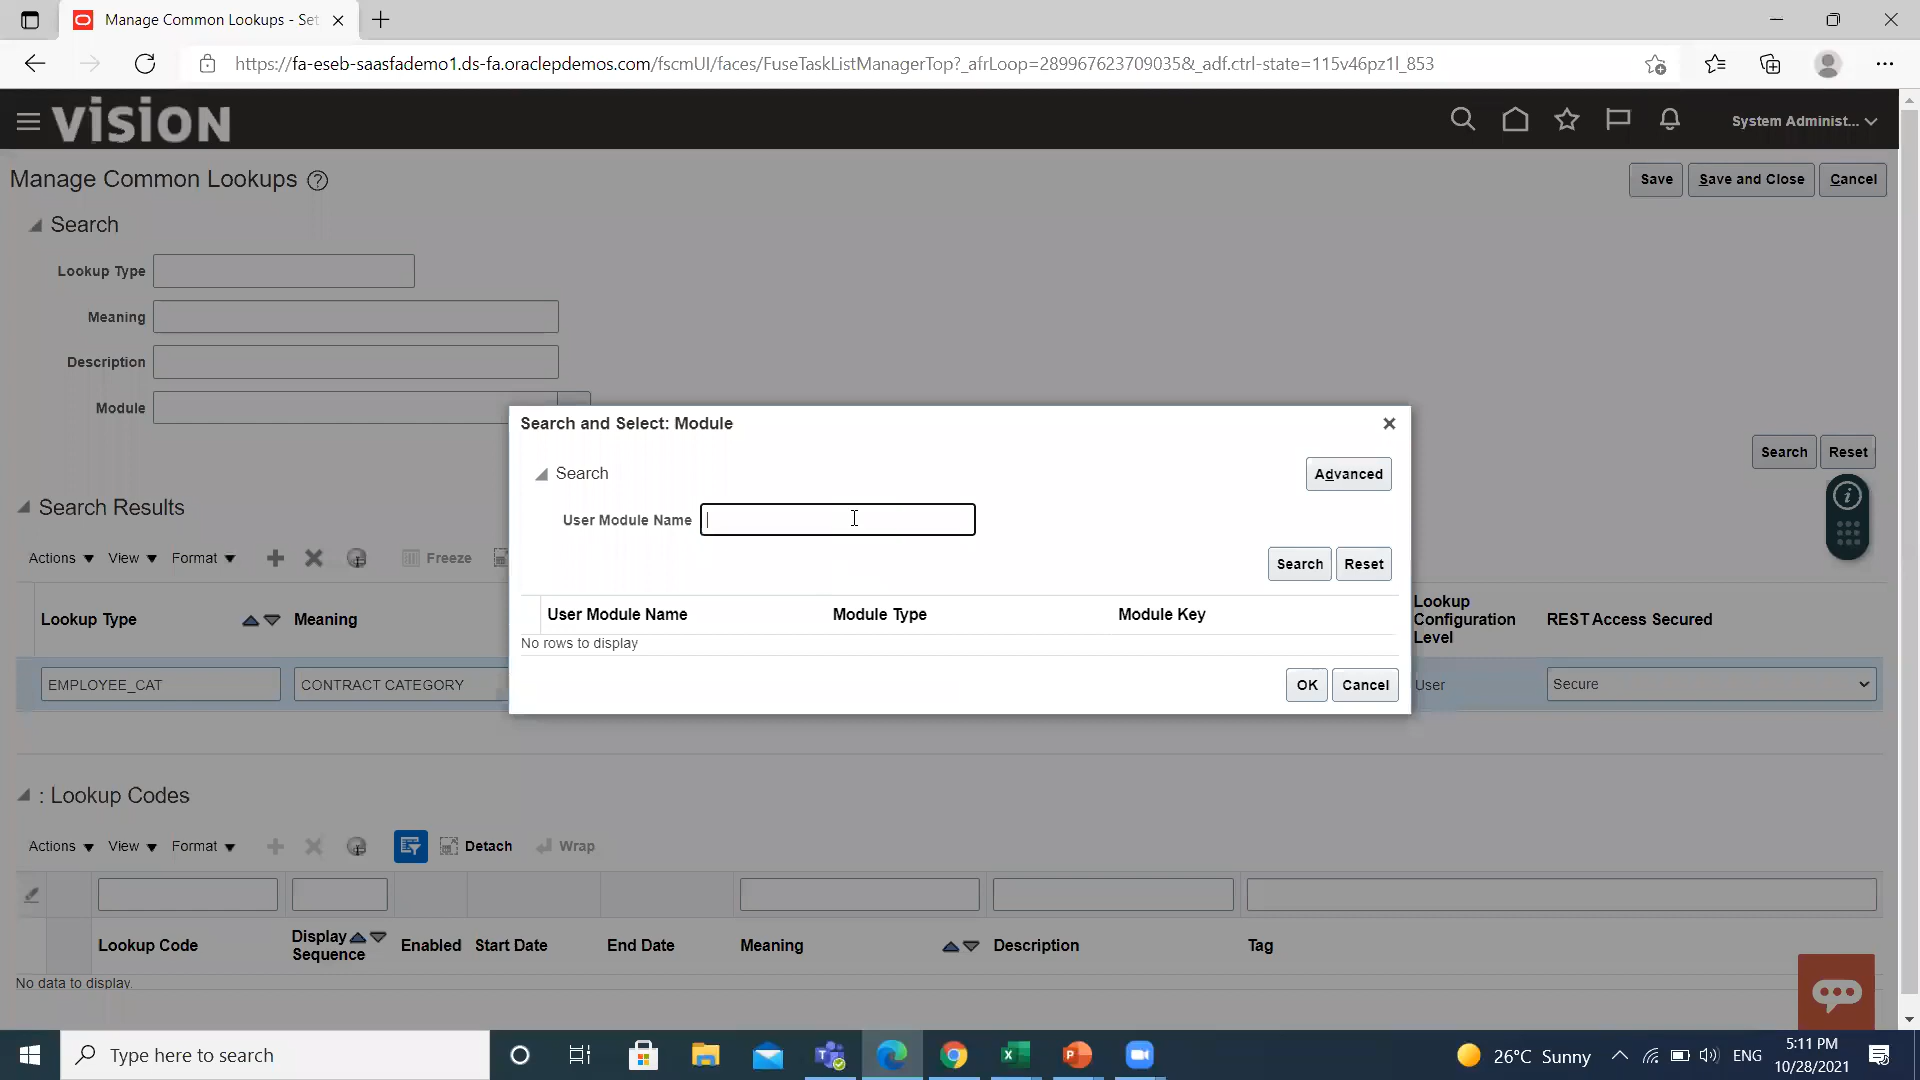 Manage Common Lookups - Set
https://fa-eseb-saasfademo1.ds-fa.oraclepdemos.com/fscmUI/faces/FuseTaskListManagerTop?_afrLoop=289967623709035&_adf.ctrl-state=115v46pz1l_853
vision
System Administ...
Manage Common Lookups ?
Save Save and Close Cancel
Search
Lookup Type
Meaning
Description
Module
Search Reset
Search and Select: Module
Search
Advanced
User Module Name
Search Reset
User Module Name Module Type Module Key
No rows to display
OK Cancel
Search Results
Actions View Format Freeze
Lookup Type Meaning
Lookup Configuration Level
REST Access Secured
EMPLOYEE_CAT CONTRACT CATEGORY User Secure
: Lookup Codes
Actions View Format Detach Wrap
Lookup Code Display Sequence Enabled Start Date End Date Meaning Description Tag
No data to display.
Type here to search
26°C Sunny
ENG
5:11 PM
10/28/2021